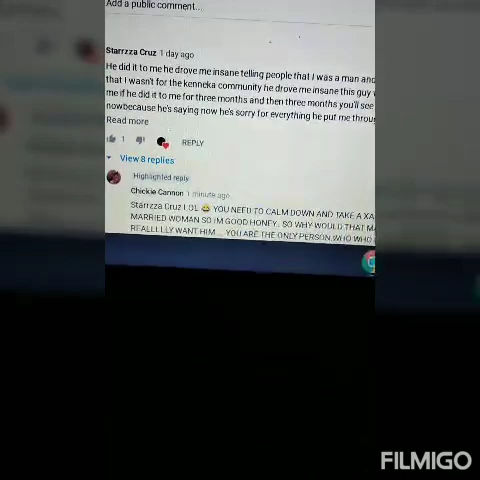 Add a public comment...
Starrzza Cruz 1 day ago
He did it to me he drove me insane telling people that I was a man and
that I wasn't for the kenneka community he drove me insane this guy
me if he did it to me for three months and then three months you'll see
nowbecause he's saying now he's sorry for everything he put me throu
Read more
1 REPLY
View 8 replies
Highlighted reply
Chickie Cannon 1 minute ago
Starrzza Cruz LOL 😂 YOU NEED TO CALM DOWN AND TAKE A XA
MARRIED WOMAN SO IM GOOD HONEY.. SO WHY WOULD THAT MA
REALLLLLY WANT HIM... YOU ARE THE ONLY PERSON WHO WHO
FILMIGO